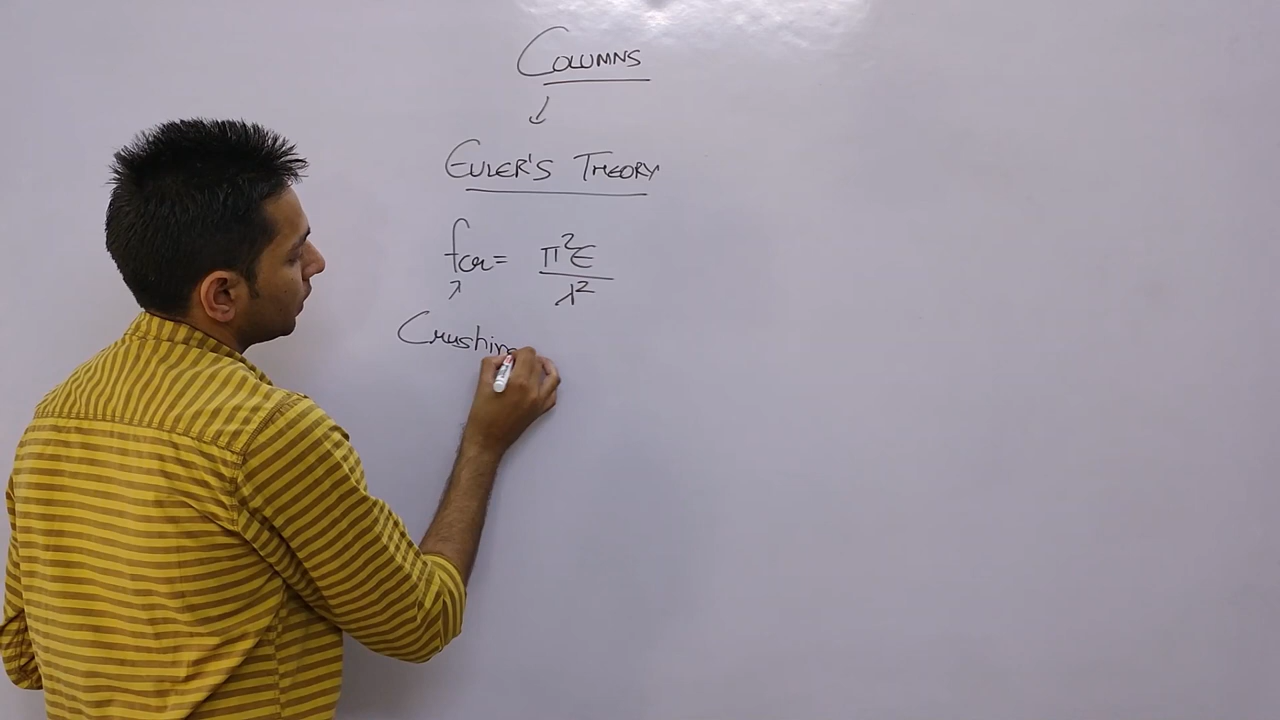 COLUMNS
↓
EULER'S THEORY
fcr = π²E / λ²
↗
Crushin